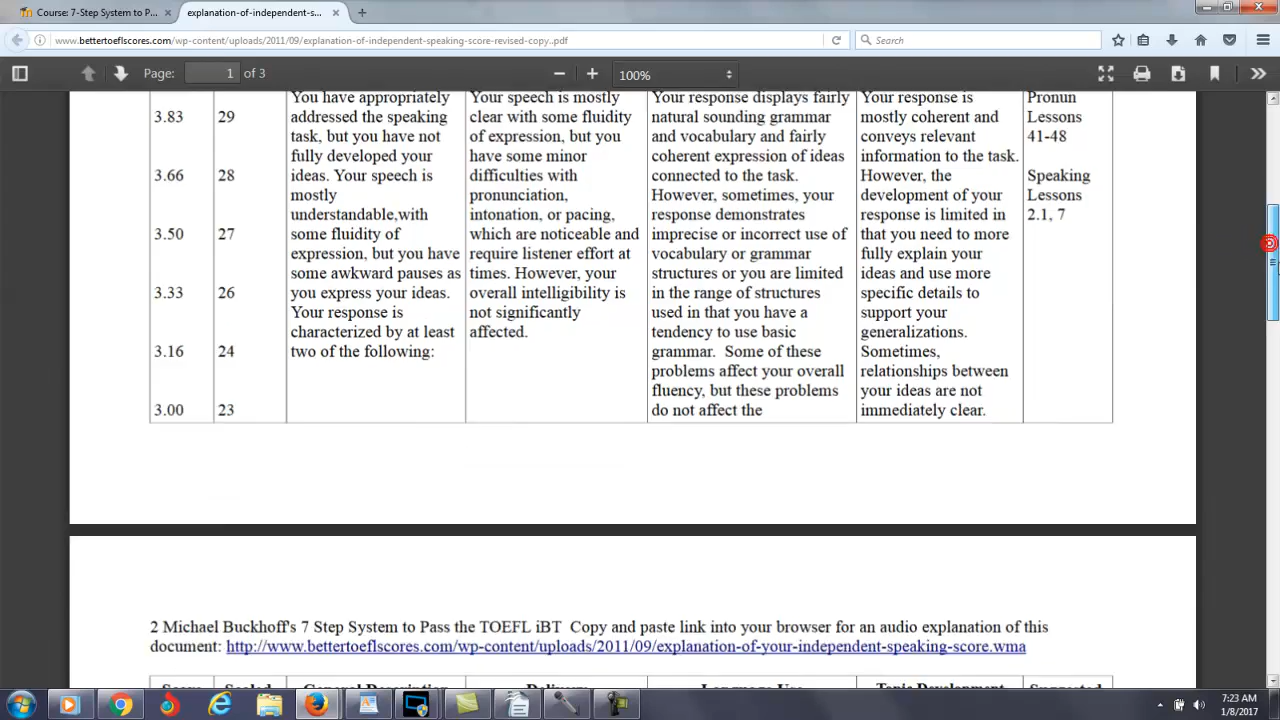 Course: 7-Step System to P...
explanation-of-independent-s...
www.bettertoeflscores.com/wp-content/uploads/2011/09/explanation-of-independent-speaking-score-revised-copy..pdf
Search
Page: 1 of 3
100%
3.83
3.66
3.50
3.33
3.16
3.00
29
28
27
26
24
23
You have appropriately
addressed the speaking
task, but you have not
fully developed your
ideas. Your speech is
mostly
understandable,with
some fluidity of
expression, but you have
some awkward pauses as
you express your ideas.
Your response is
characterized by at least
two of the following:
Your speech is mostly
clear with some fluidity
of expression, but you
have some minor
difficulties with
pronunciation,
intonation, or pacing,
which are noticeable and
require listener effort at
times. However, your
overall intelligibility is
not significantly
affected.
Your response displays fairly
natural sounding grammar
and vocabulary and fairly
coherent expression of ideas
connected to the task.
However, sometimes, your
response demonstrates
imprecise or incorrect use of
vocabulary or grammar
structures or you are limited
in the range of structures
used in that you have a
tendency to use basic
grammar. Some of these
problems affect your overall
fluency, but these problems
do not affect the
Your response is
mostly coherent and
conveys relevant
information to the task.
However, the
development of your
response is limited in
that you need to more
fully explain your
ideas and use more
specific details to
support your
generalizations.
Sometimes,
relationships between
your ideas are not
immediately clear.
Pronun
Lessons
41-48
Speaking
Lessons
2.1, 7
2 Michael Buckhoff's 7 Step System to Pass the TOEFL iBT Copy and paste link into your browser for an audio explanation of this
document: http://www.bettertoeflscores.com/wp-content/uploads/2011/09/explanation-of-your-independent-speaking-score.wma
Score Scaled General Description Delivery Language Use Topic Development Suggested
7:23 AM
1/8/2017